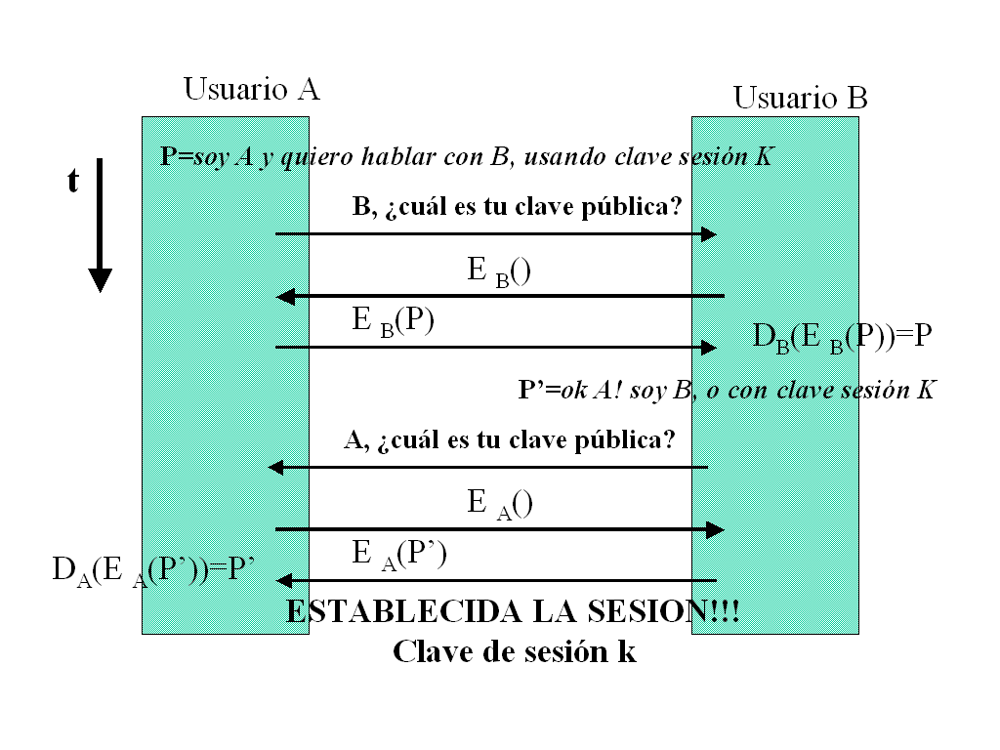 Usuario A
Usuario B
P=soy A y quiero hablar con B, usando clave sesión K
t
B, ¿cuál es tu clave pública?
E B()
E B(P)
DB(E B(P))=P
P’=ok A! soy B, o con clave sesión K
A, ¿cuál es tu clave pública?
E A()
E A(P’)
DA(E A(P’))=P’
ESTABLECIDA LA SESION!!!
Clave de sesión k